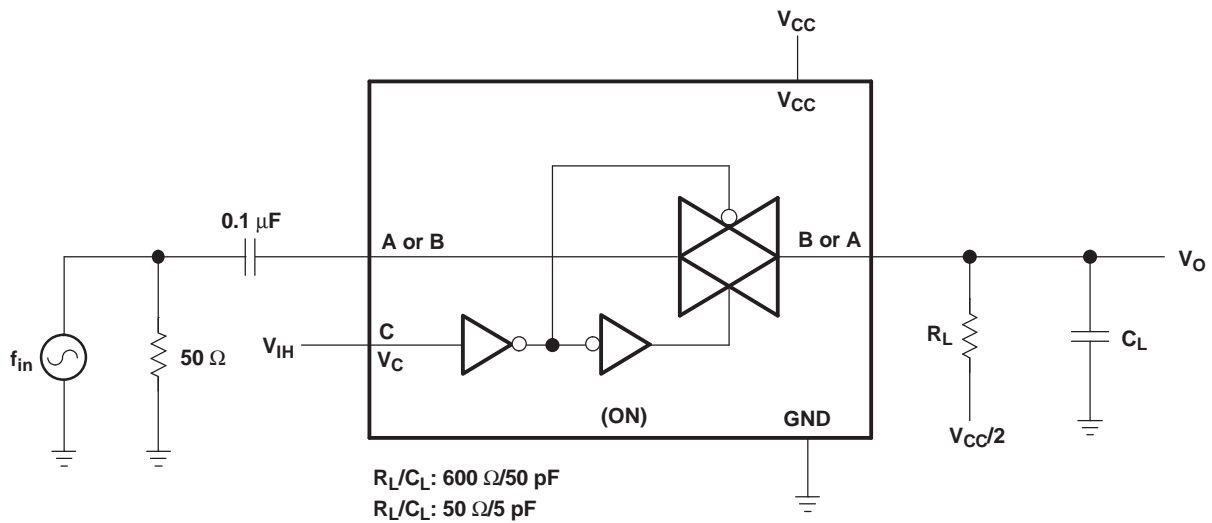 VCC
VCC
0.1 μF
A or B
B or A
VO
fin
50 Ω
VIH
C
VC
RL
CL
(ON)
GND
VCC/2
RL/CL: 600 Ω/50 pF
RL/CL: 50 Ω/5 pF